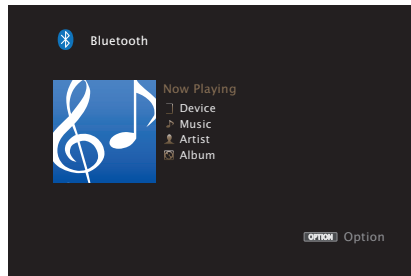 Bluetooth
Now Playing
Device
Music
Artist
Album
OPTION Option